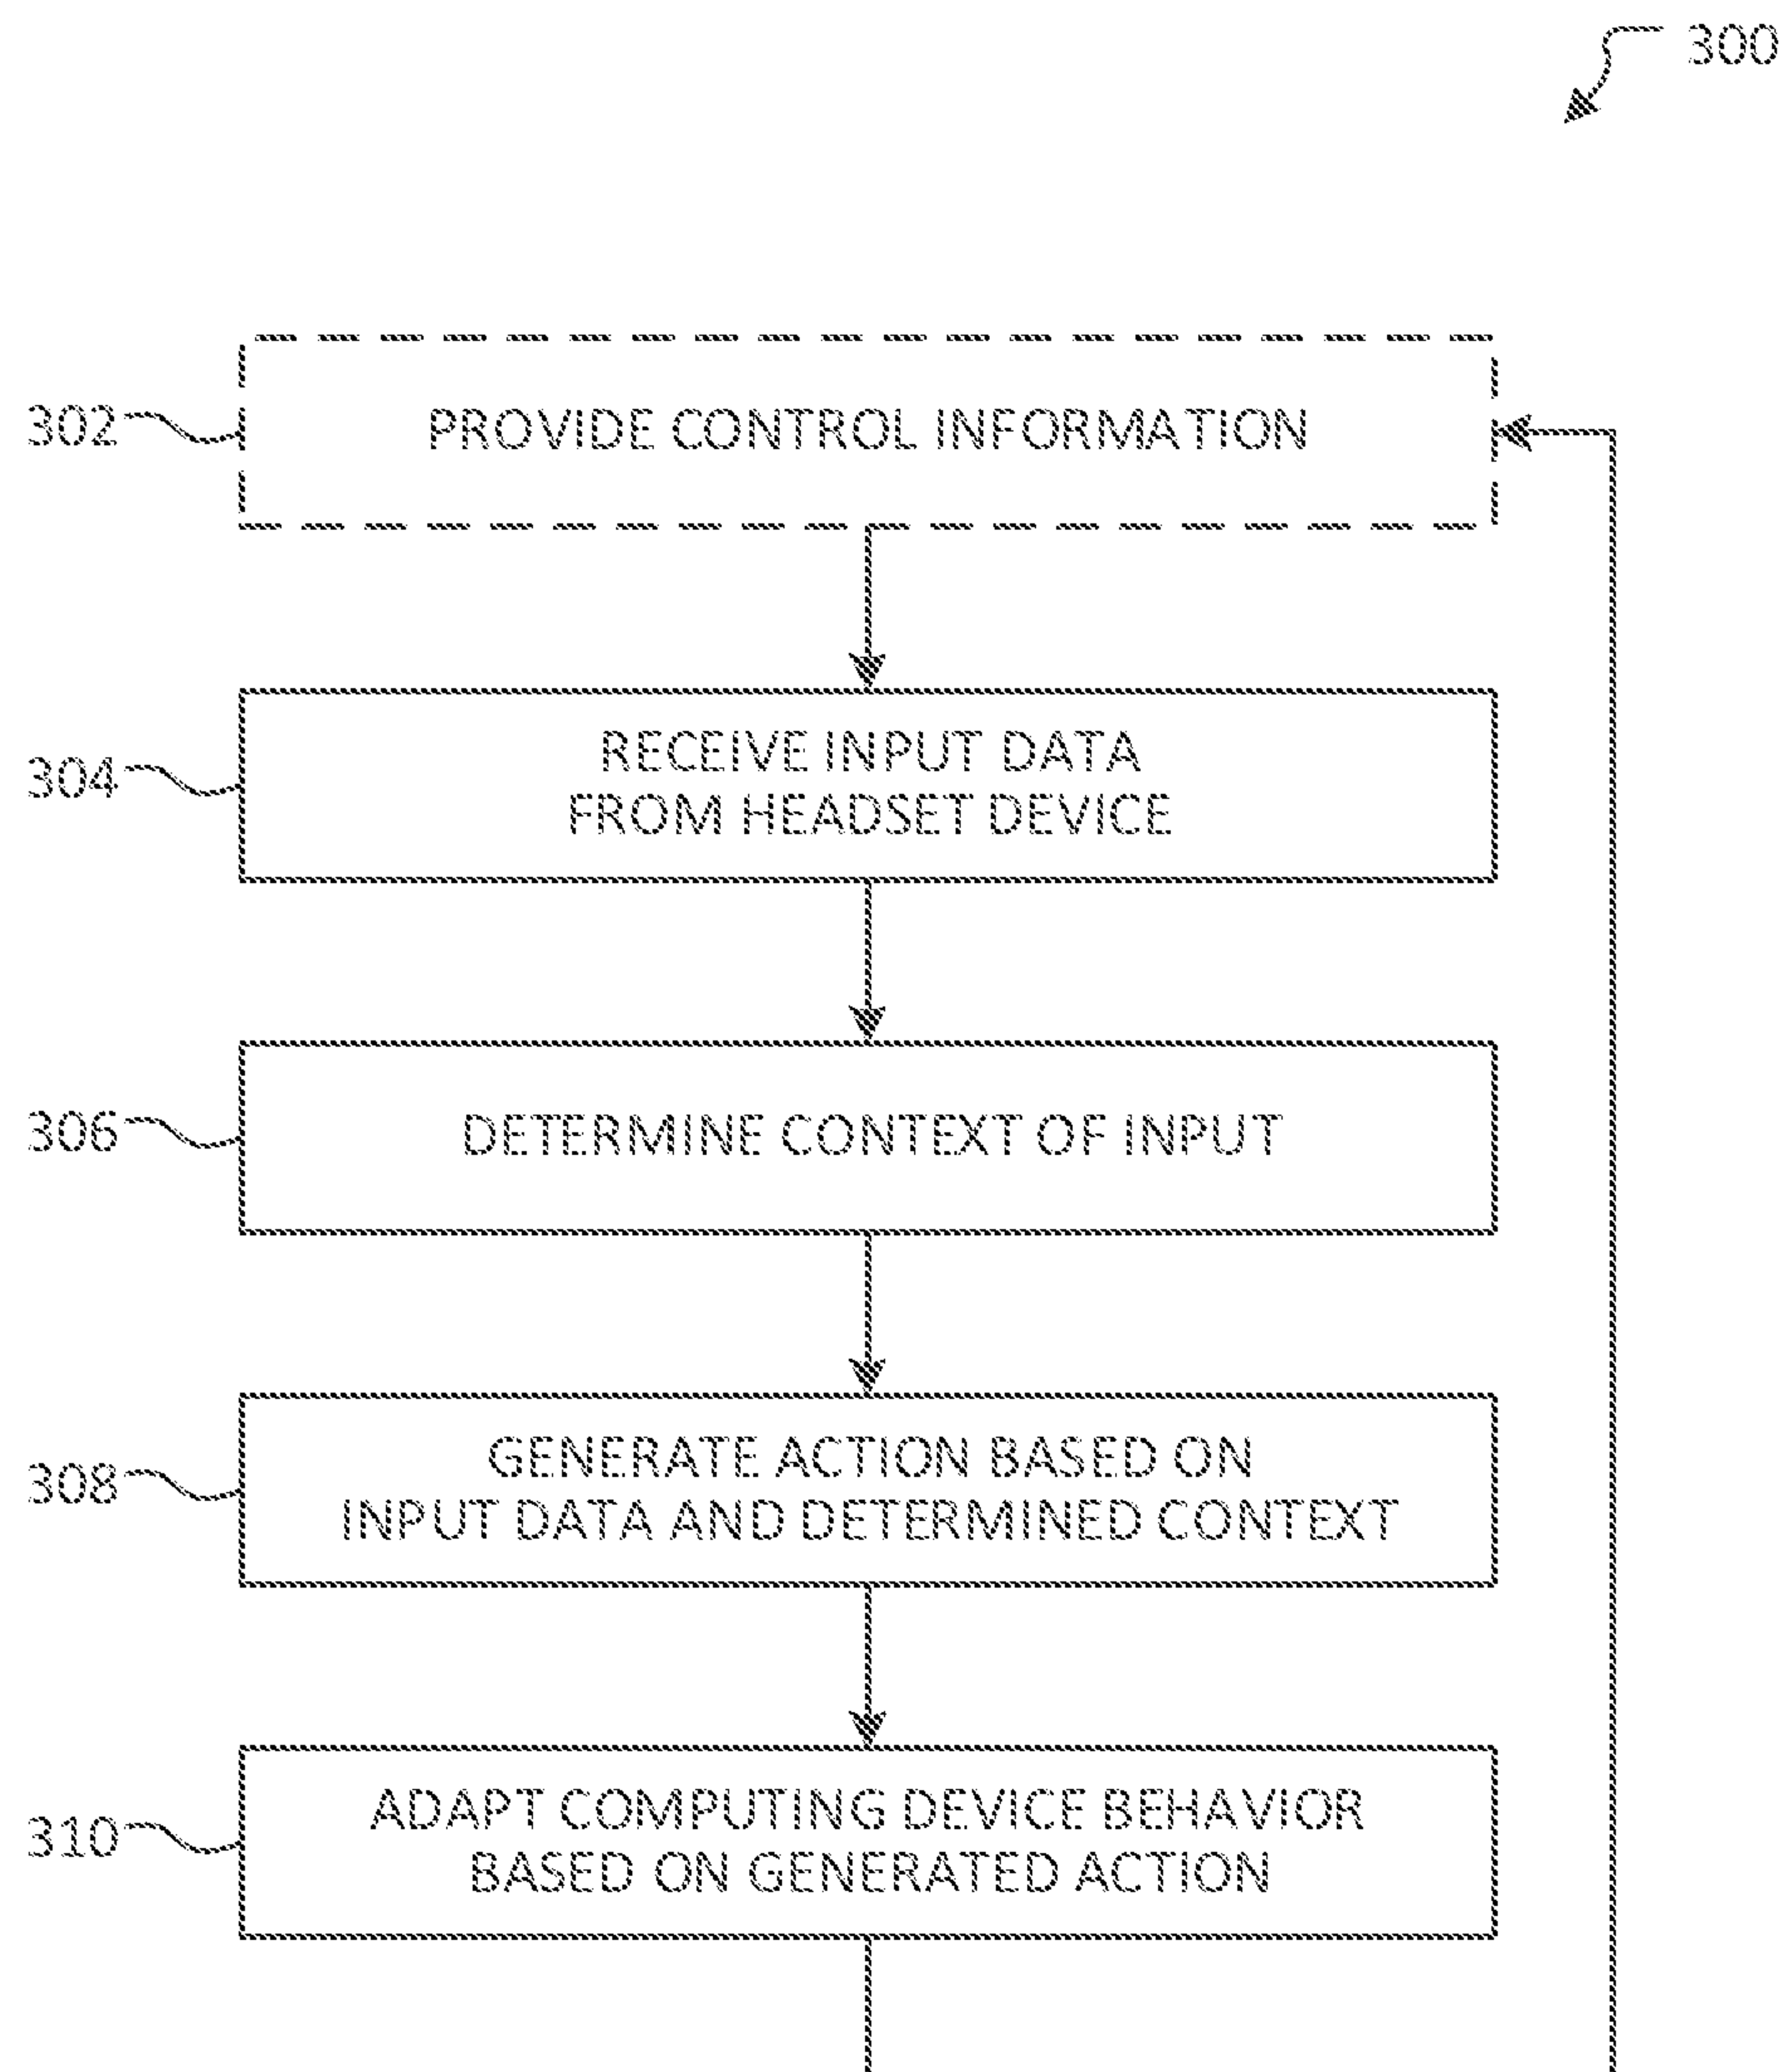 300
302
PROVIDE CONTROL INFORMATION
304
RECEIVE INPUT DATA
FROM HEADSET DEVICE
306
DETERMINE CONTEXT OF INPUT
308
GENERATE ACTION BASED ON
INPUT DATA AND DETERMINED CONTEXT
310
ADAPT COMPUTING DEVICE BEHAVIOR
BASED ON GENERATED ACTION